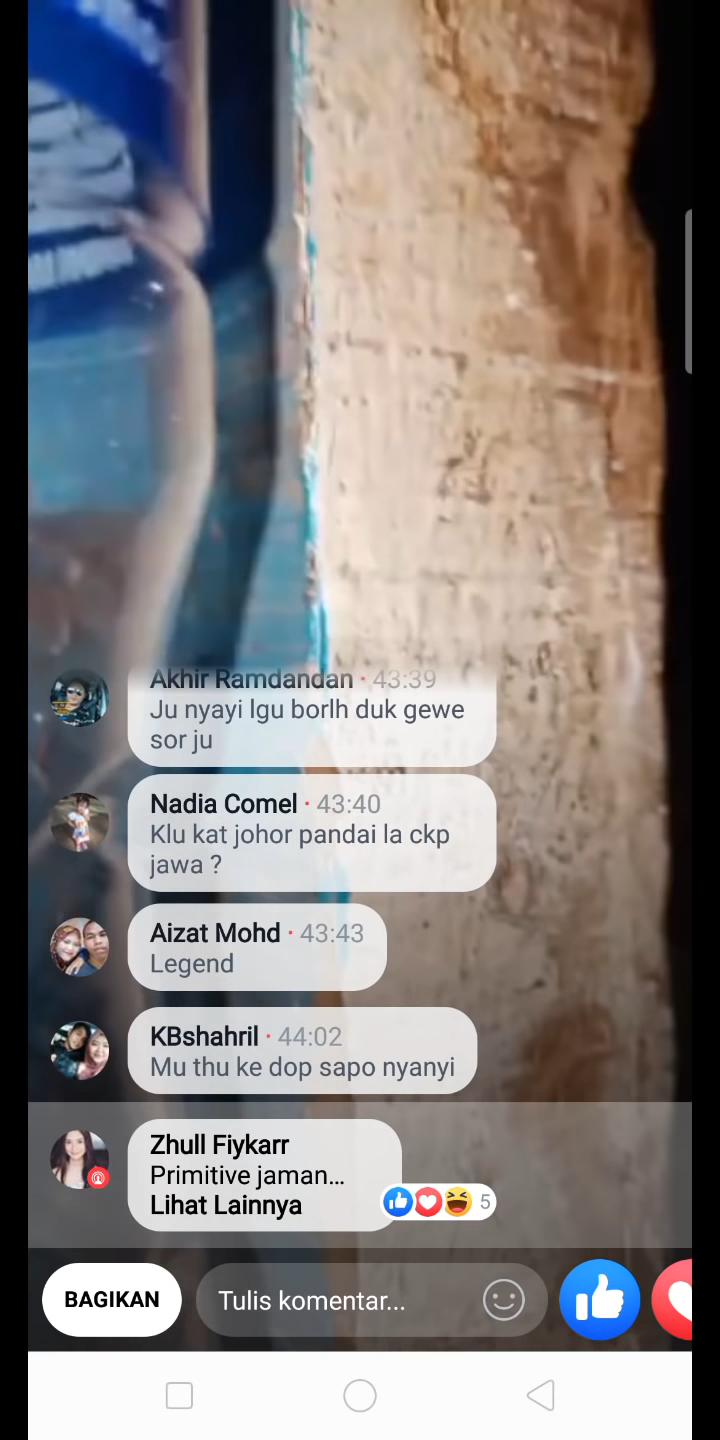 Akhir Ramdandan · 43:39
Ju nyayi lgu borlh duk gewe
sor ju
Nadia Comel · 43:40
Klu kat johor pandai la ckp
jawa ?
Aizat Mohd · 43:43
Legend
KBshahril · 44:02
Mu thu ke dop sapo nyanyi
Zhull Fiykarr
Primitive jaman...
Lihat Lainnya
5
BAGIKAN
Tulis komentar...